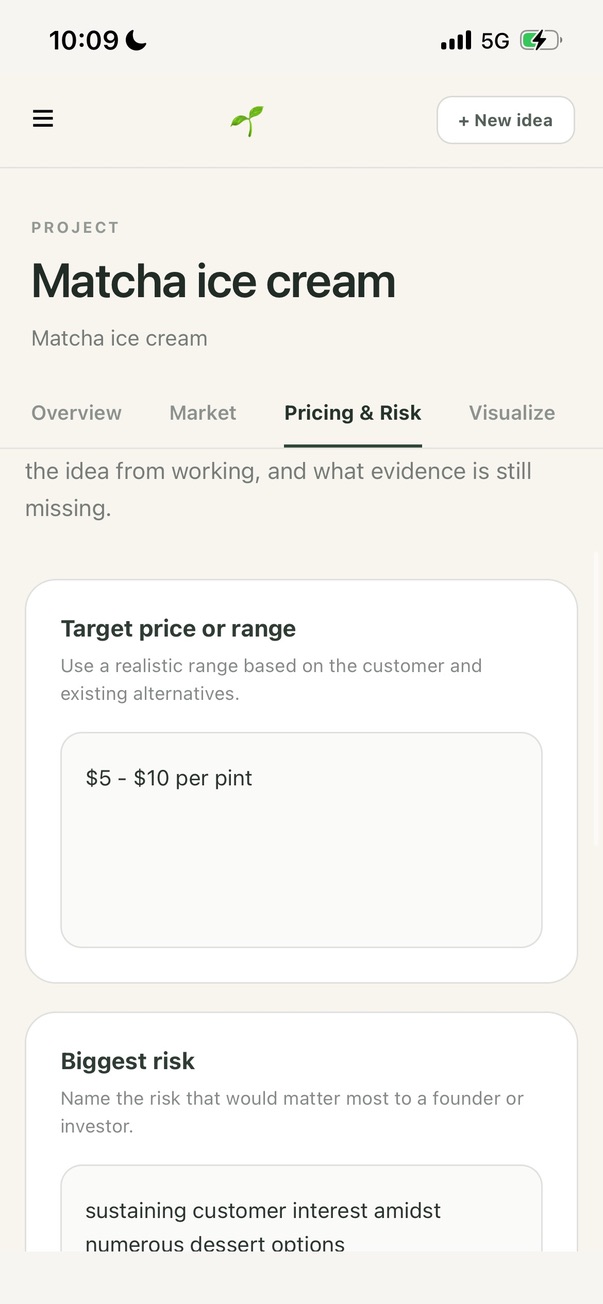 10:09
5G
+ New idea
PROJECT
Matcha ice cream
Matcha ice cream
Overview Market Pricing & Risk Visualize
the idea from working, and what evidence is still
missing.
Target price or range
Use a realistic range based on the customer and
existing alternatives.
$5 - $10 per pint
Biggest risk
Name the risk that would matter most to a founder or
investor.
sustaining customer interest amidst
numerous dessert options